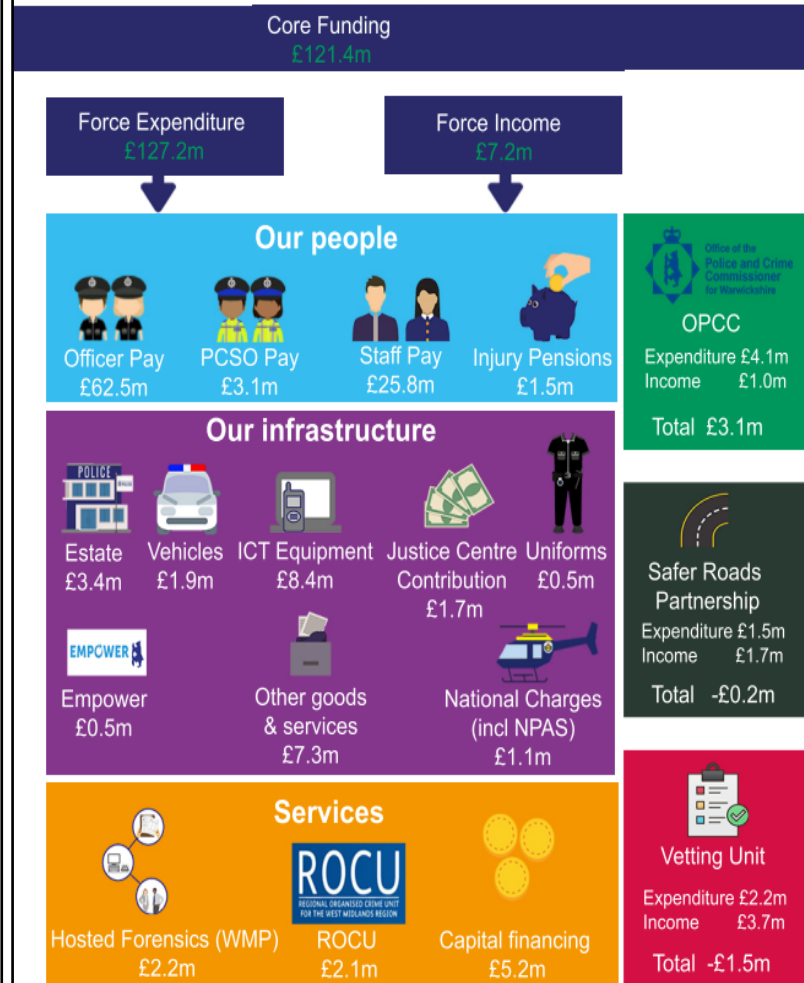 Core Funding
£121.4m
Force Expenditure
£127.2m
Force Income
£7.2m
Our people
Officer Pay
£62.5m
PCSO Pay
£3.1m
Staff Pay
£25.8m
Injury Pensions
£1.5m
Our infrastructure
POLICE
Estate
£3.4m
Vehicles
£1.9m
ICT Equipment
£8.4m
Justice Centre
Contribution
£1.7m
Uniforms
£0.5m
EMPOWER
Empower
£0.5m
Other goods
& services
£7.3m
National Charges
(incl NPAS)
£1.1m
Services
Hosted Forensics (WMP)
£2.2m
ROCU
REGIONAL ORGANISED CRIME UNIT
FOR THE WEST MIDLANDS REGION
ROCU
£2.1m
Capital financing
£5.2m
Office of the
Police and Crime
Commissioner
for Warwickshire
OPCC
Expenditure £4.1m
Income £1.0m
Total £3.1m
Safer Roads
Partnership
Expenditure £1.5m
Income £1.7m
Total -£0.2m
Vetting Unit
Expenditure £2.2m
Income £3.7m
Total -£1.5m